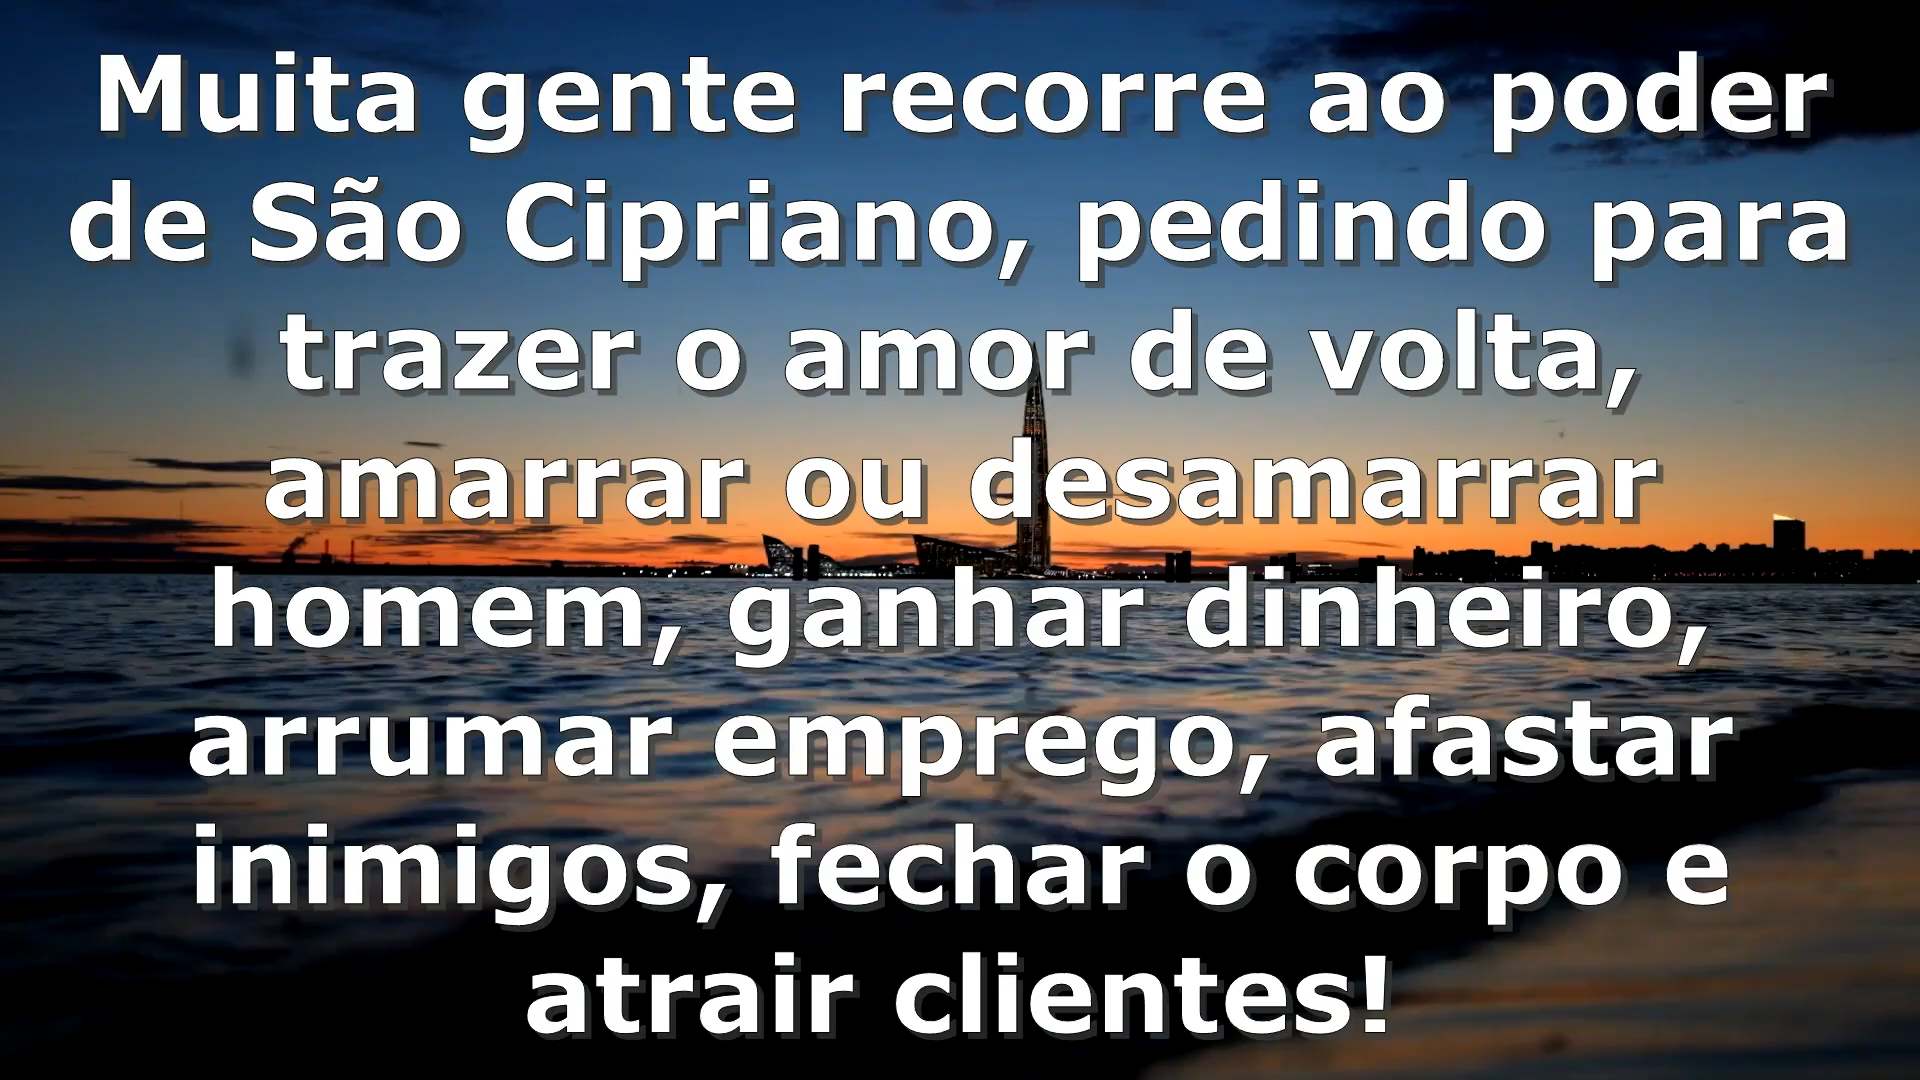 Muita gente recorre ao poder
de São Cipriano, pedindo para
trazer o amor de volta,
amarrar ou desamarrar
homem, ganhar dinheiro,
arrumar emprego, afastar
inimigos, fechar o corpo e
atrair clientes!